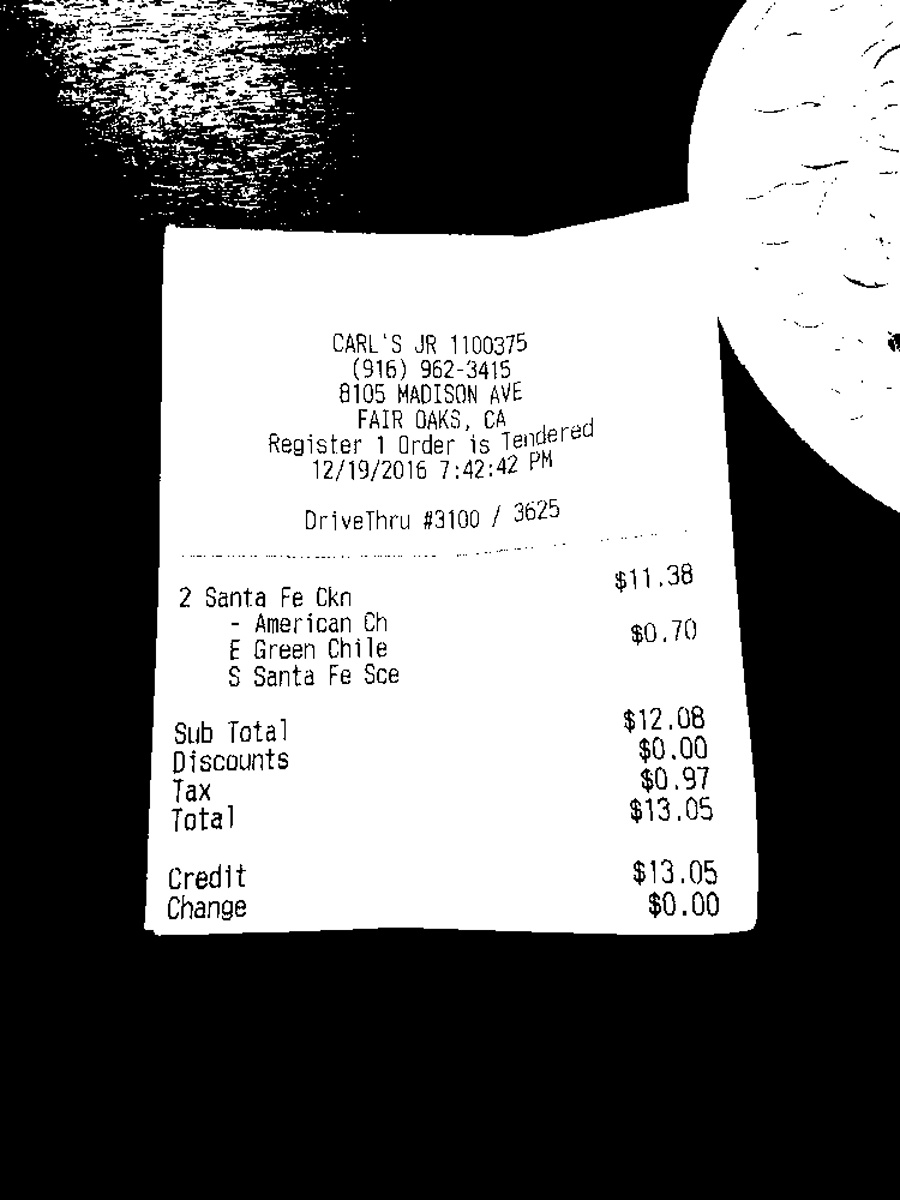 CARL'S JR 1100375
(916) 962-3415
8105 MADISON AVE
FAIR OAKS, CA
Register 1 Order is Tendered
12/19/2016 7:42:42 PM
DriveThru #3100 / 3625
2 Santa Fe Ckn $11.38
- American Ch
E Green Chile $0.70
S Santa Fe Sce
Sub Total $12.08
Discounts $0.00
Tax $0.97
Total $13.05
Credit $13.05
Change $0.00